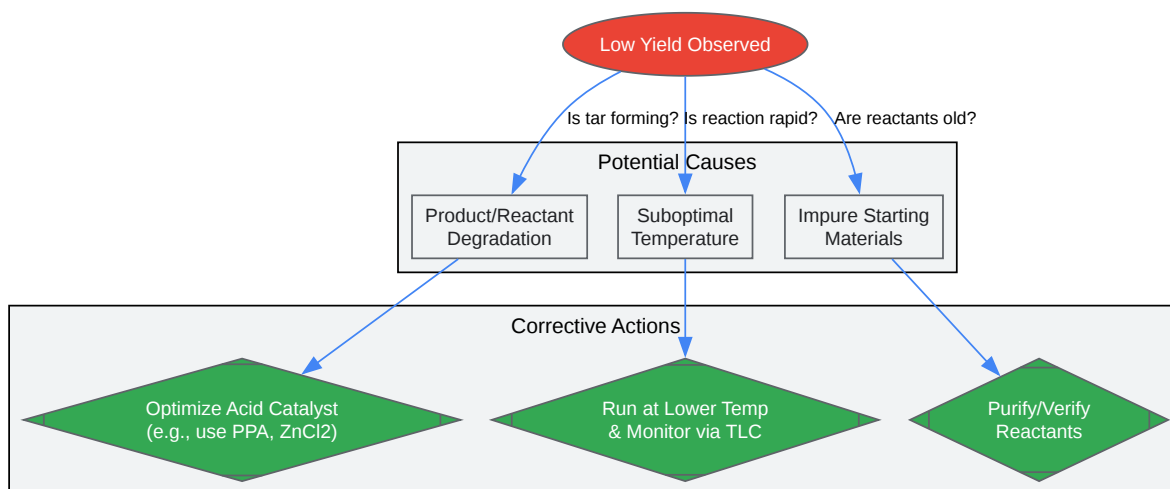 Low Yield Observed
Is tar forming?
Is reaction rapid?
Are reactants old?
Potential Causes
Product/Reactant
Degradation
Suboptimal
Temperature
Impure Starting
Materials
Corrective Actions
Optimize Acid Catalyst
(e.g., use PPA, ZnCl2)
Run at Lower Temp
& Monitor via TLC
Purify/Verify
Reactants